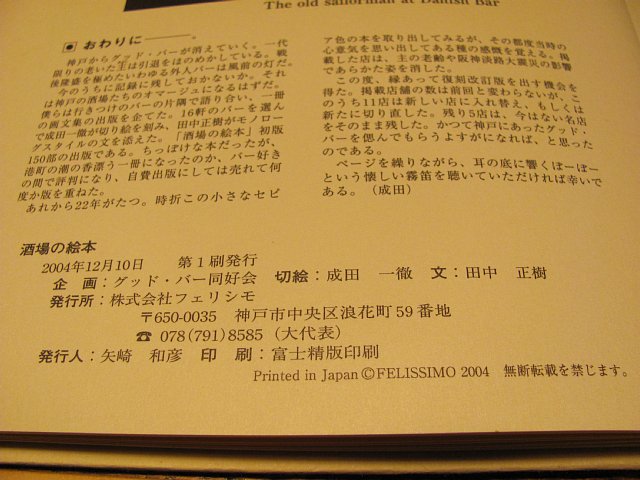 The old sailorman at Danish Bar
● おわりに———。
神戸からグッド・バーが消えていく。一代
限りの老いた主は引退をほのめかしている。戦
後隆盛を極めたいわゆる外人バーは風前の灯だ。
今のうちに記録に残しておかないか。それ
は神戸の酒場たちのオマージュになるはずだ。
僕らは行きつけのバーの片隅で語り合い、一冊
の画文集の出版を企てた。16軒のバーを選ん
で成田一徹が切り絵を刻み、田中正樹がモノロー
グスタイルの文を添えた。「酒場の絵本」初版
150部の出版である。ちっぽけな本だったが、
港町の潮の香漂う一冊になったのか、バー好き
の間で評判になり、自費出版にしては売れて何
度か版を重ねた。
あれから22年がたつ。時折この小さなセピ
ア色の本を取り出してみるが、その都度当時の
心意気を思い出してある種の感慨を覚える。掲
載した店は、主の老齢や阪神淡路大震災の影響
であらかた姿を消した。
この度、縁あって復刻改訂版を出す機会を
得た。掲載店舗の数は前回と変わらないが、そ
のうち11店は新しい店に入れ替え、もしくは
新たに切り直した。残り5店は、今はない名店
をそのまま残した。かつて神戸にあったグッド・
バーを偲んでもらうよすがになれば、と思った
のである。
ページを繰りながら、耳の底に響くぼーぼー
という懐しい霧笛を聴いていただければ幸いで
ある。（成田）
酒場の絵本
2004年12月10日 第1刷発行
企 画：グッド・バー同好会 切絵：成田 一徹 文：田中 正樹
発行所：株式会社フェリシモ
〒650-0035 神戸市中央区浪花町59番地
☎ 078(791)8585（大代表）
発行人：矢崎 和彦 印 刷：富士精版印刷
Printed in Japan ©FELISSIMO 2004 無断転載を禁じます。